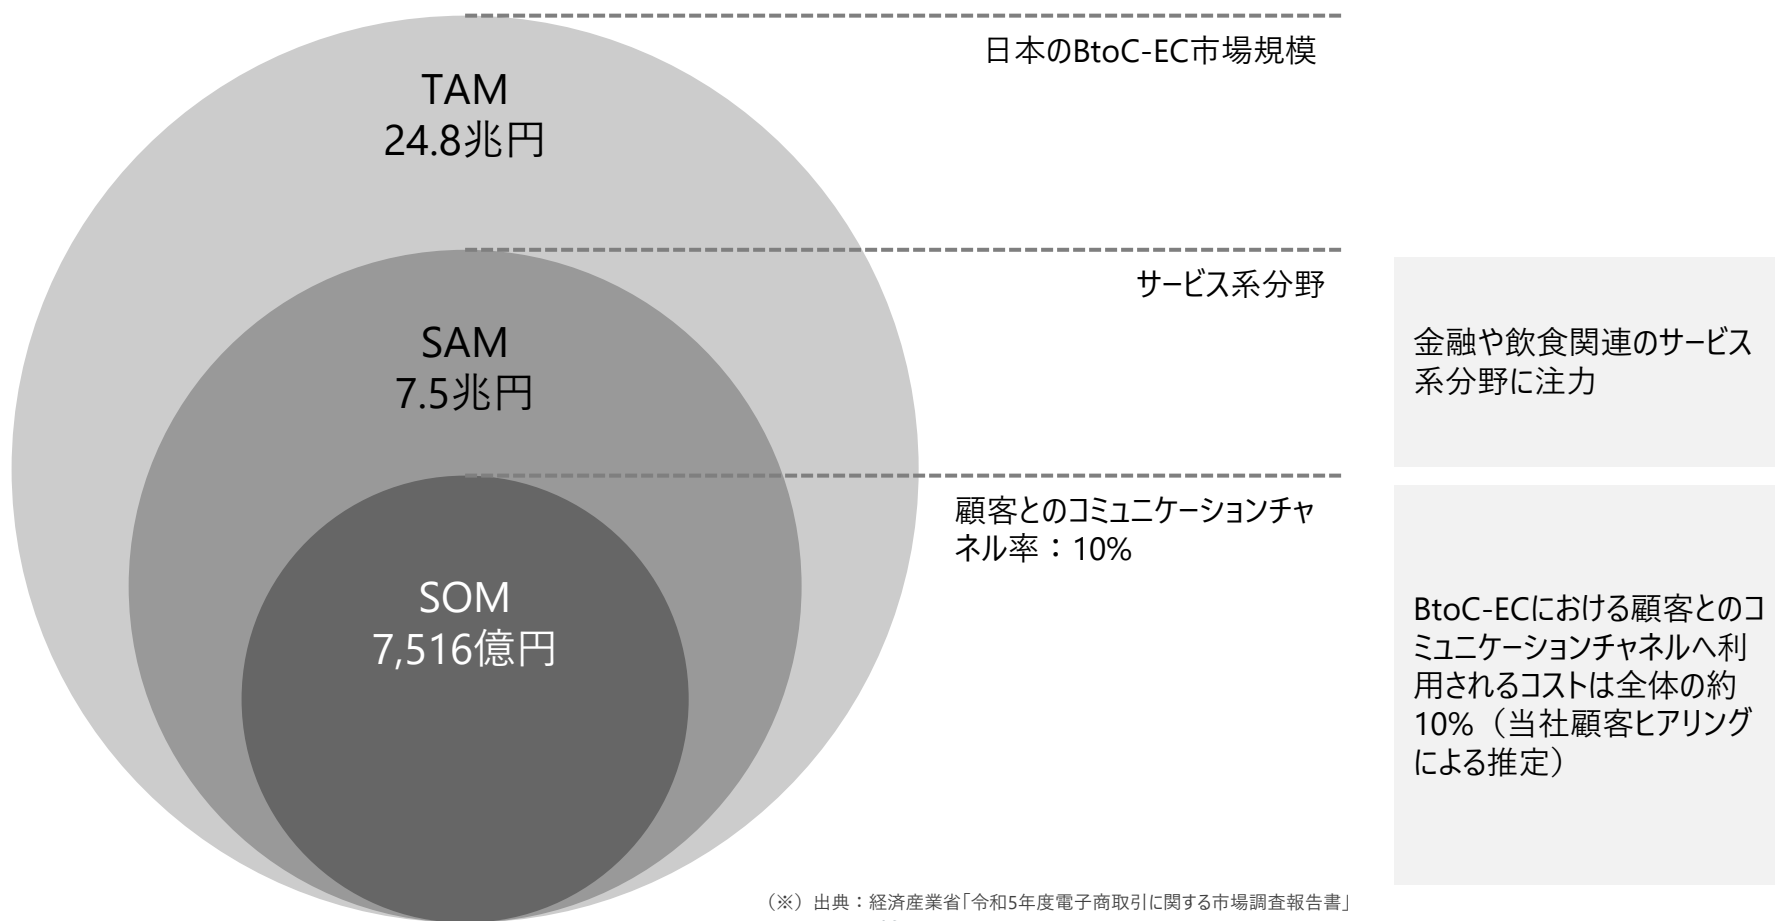 日本のBtoC-EC市場規模
TAM
24.8兆円
サービス系分野
SAM
7.5兆円
金融や飲食関連のサービス
系分野に注力
顧客とのコミュニケーションチャ
ネル率：10%
SOM
7,516億円
BtoC-ECにおける顧客とのコ
ミュニケーションチャネルへ利
用されるコストは全体の約
10%（当社顧客ヒアリング
による推定）
（※）出典：経済産業省「令和5年度電子商取引に関する市場調査報告書」